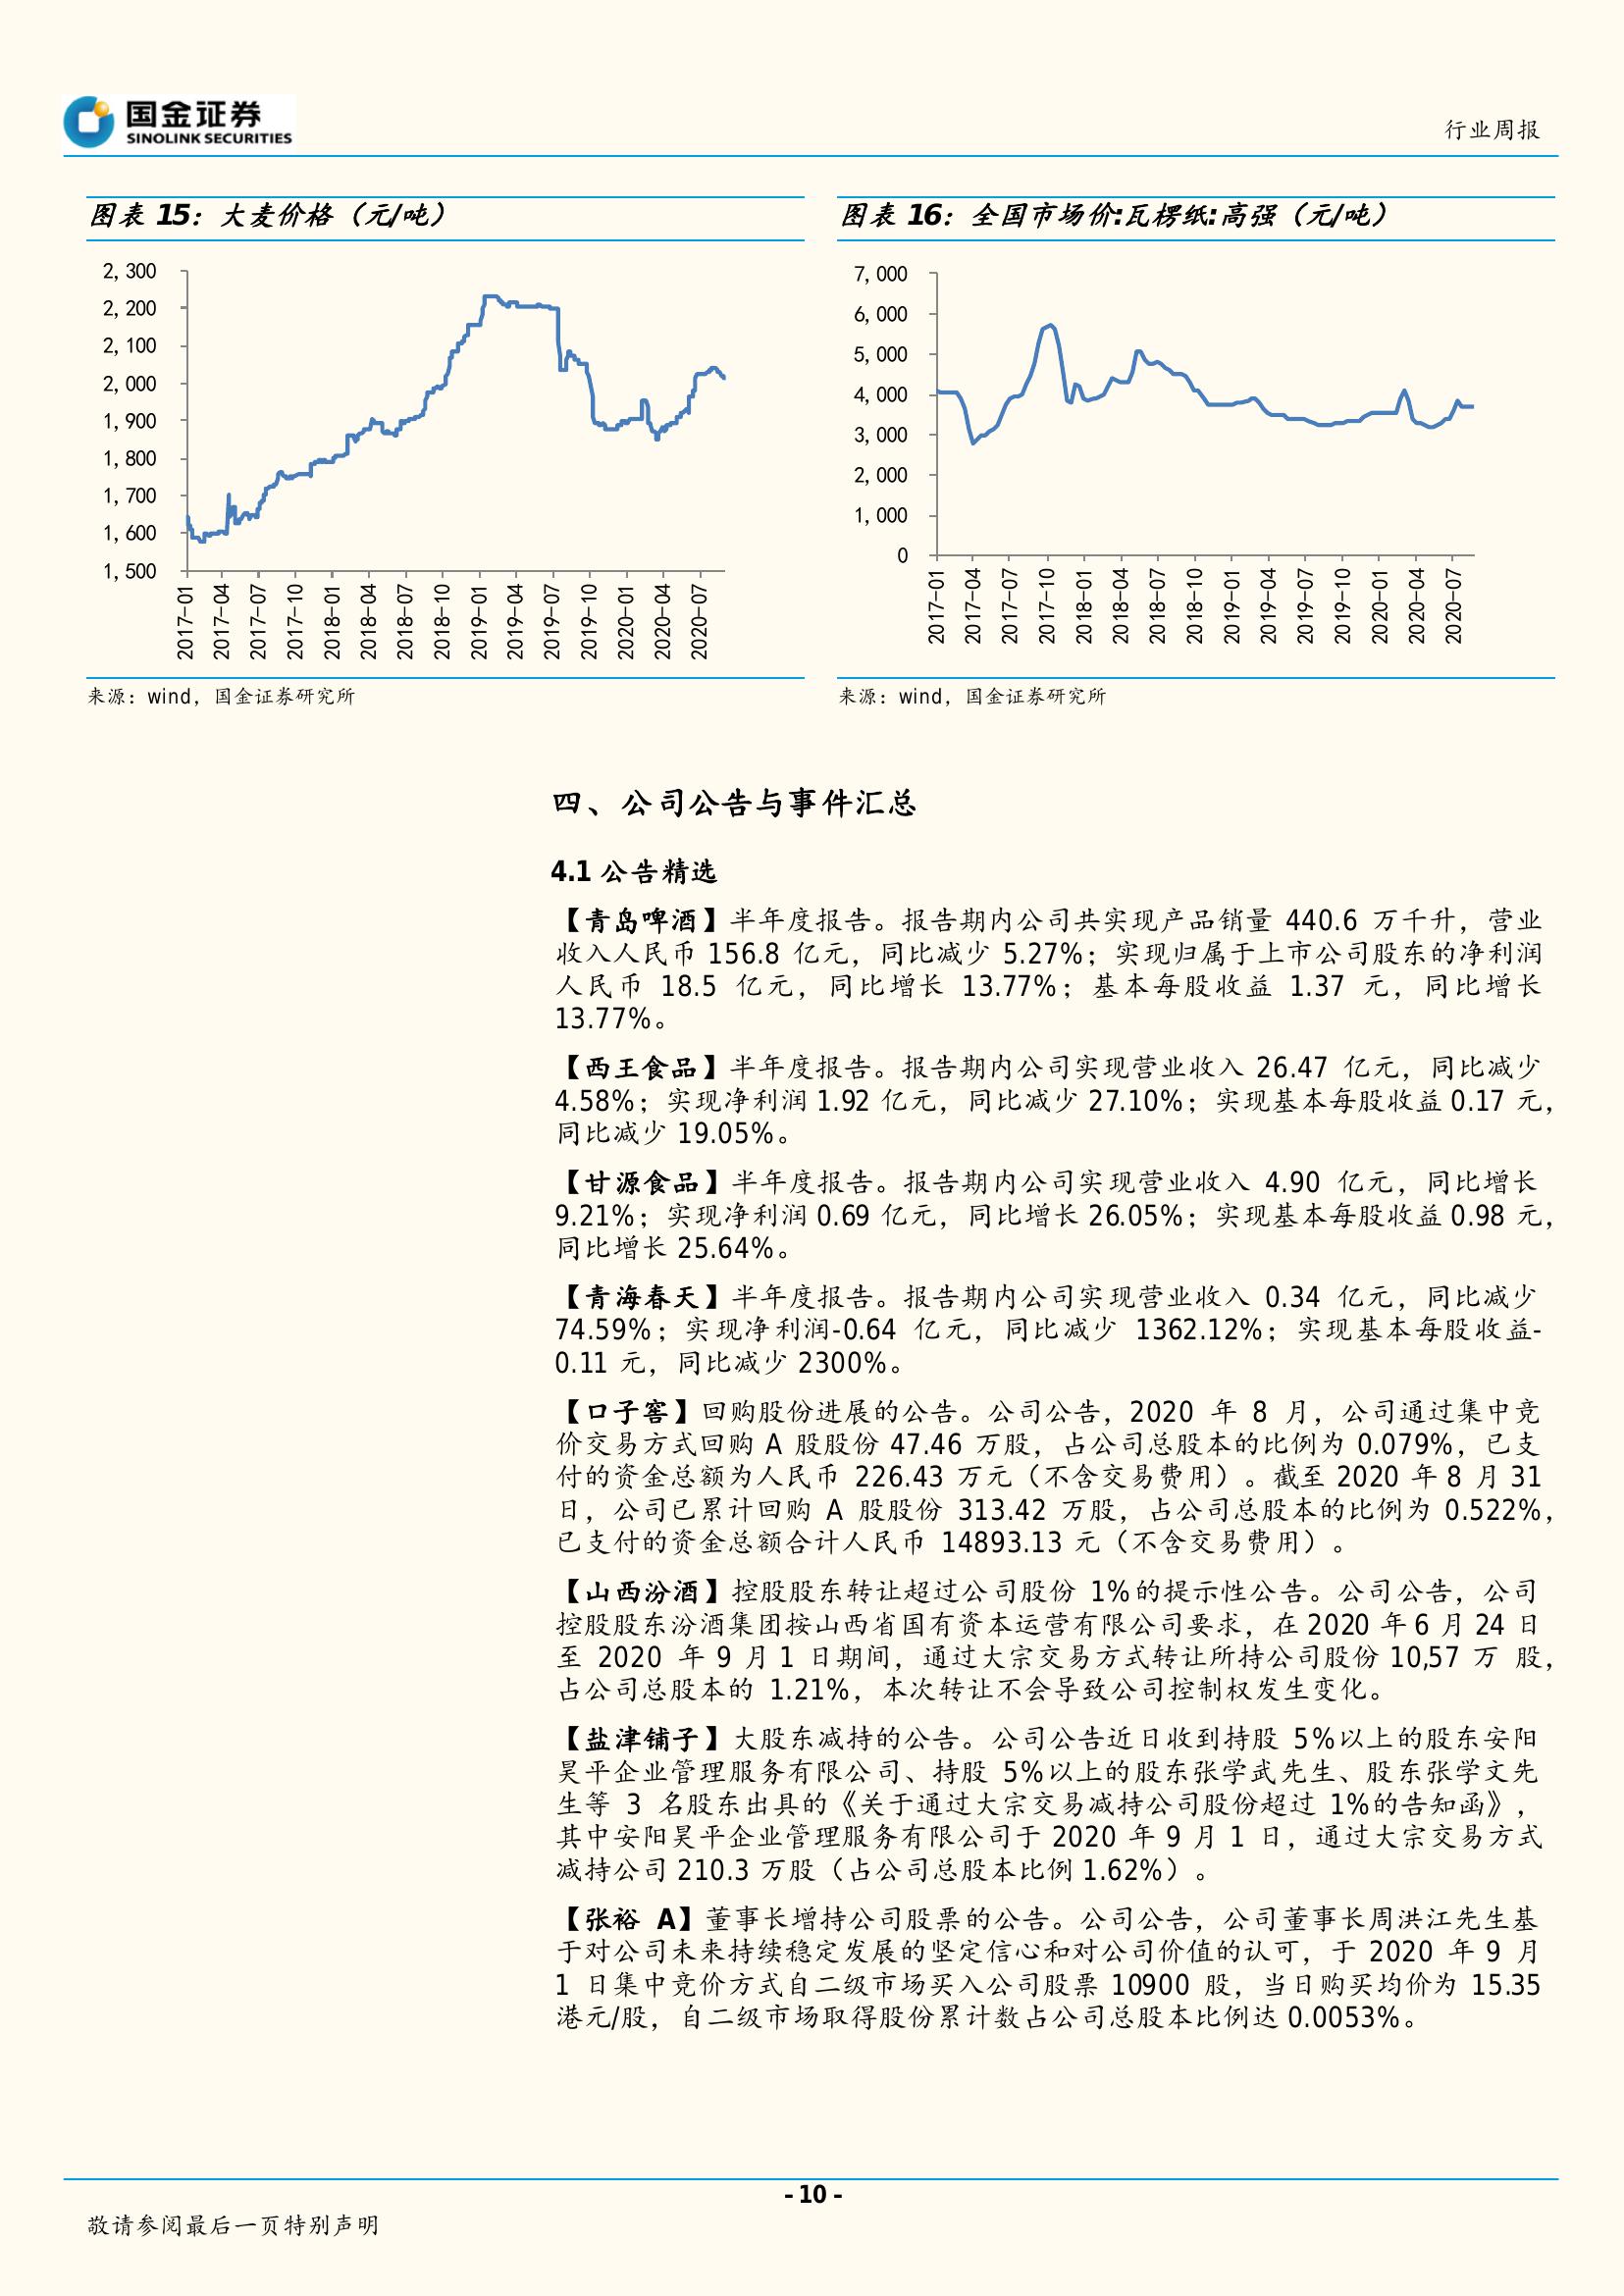 国金证券
SINOLINK SECURITIES
行业周报
图表 15：大麦价格（元/吨）
2,300
2,200
2,100
2,000
1,900
1,800
1,700
1,600
1,500
2017-01
2017-04
2017-07
2017-10
2018-01
2018-04
2018-07
2018-10
2019-01
2019-04
2019-07
2019-10
2020-01
2020-04
2020-07
来源：wind，国金证券研究所
图表 16：全国市场价:瓦楞纸:高强（元/吨）
7,000
6,000
5,000
4,000
3,000
2,000
1,000
0
2017-01
2017-04
2017-07
2017-10
2018-01
2018-04
2018-07
2018-10
2019-01
2019-04
2019-07
2019-10
2020-01
2020-04
2020-07
来源：wind，国金证券研究所
四、公司公告与事件汇总
4.1 公告精选
【青岛啤酒】半年度报告。报告期内公司共实现产品销量 440.6 万千升，营业
收入人民币 156.8 亿元，同比减少 5.27%；实现归属于上市公司股东的净利润
人民币 18.5 亿元，同比增长 13.77%；基本每股收益 1.37 元，同比增长
13.77%。
【西王食品】半年度报告。报告期内公司实现营业收入 26.47 亿元，同比减少
4.58%；实现净利润 1.92 亿元，同比减少 27.10%；实现基本每股收益 0.17 元，
同比减少 19.05%。
【甘源食品】半年度报告。报告期内公司实现营业收入 4.90 亿元，同比增长
9.21%；实现净利润 0.69 亿元，同比增长 26.05%；实现基本每股收益 0.98 元，
同比增长 25.64%。
【青海春天】半年度报告。报告期内公司实现营业收入 0.34 亿元，同比减少
74.59%；实现净利润-0.64 亿元，同比减少 1362.12%；实现基本每股收益-
0.11 元，同比减少 2300%。
【口子窖】回购股份进展的公告。公司公告，2020 年 8 月，公司通过集中竞
价交易方式回购 A 股股份 47.46 万股，占公司总股本的比例为 0.079%，已支
付的资金总额为人民币 226.43 万元（不含交易费用）。截至 2020 年 8 月 31
日，公司已累计回购 A 股股份 313.42 万股，占公司总股本的比例为 0.522%，
已支付的资金总额合计人民币 14893.13 元（不含交易费用）。
【山西汾酒】控股股东转让超过公司股份 1%的提示性公告。公司公告，公司
控股股东汾酒集团按山西省国有资本运营有限公司要求，在 2020 年 6 月 24 日
至 2020 年 9 月 1 日期间，通过大宗交易方式转让所持公司股份 10,57 万 股，
占公司总股本的 1.21%，本次转让不会导致公司控制权发生变化。
【盐津铺子】大股东减持的公告。公司公告近日收到持股 5%以上的股东安阳
昊平企业管理服务有限公司、持股 5%以上的股东张学武先生、股东张学文先
生等 3 名股东出具的《关于通过大宗交易减持公司股份超过 1%的告知函》，
其中安阳昊平企业管理服务有限公司于 2020 年 9 月 1 日，通过大宗交易方式
减持公司 210.3 万股（占公司总股本比例 1.62%）。
【张裕 A】董事长增持公司股票的公告。公司公告，公司董事长周洪江先生基
于对公司未来持续稳定发展的坚定信心和对公司价值的认可，于 2020 年 9 月
1 日集中竞价方式自二级市场买入公司股票 10900 股，当日购买均价为 15.35
港元/股，自二级市场取得股份累计数占公司总股本比例达 0.0053%。
- 10 -
敬请参阅最后一页特别声明